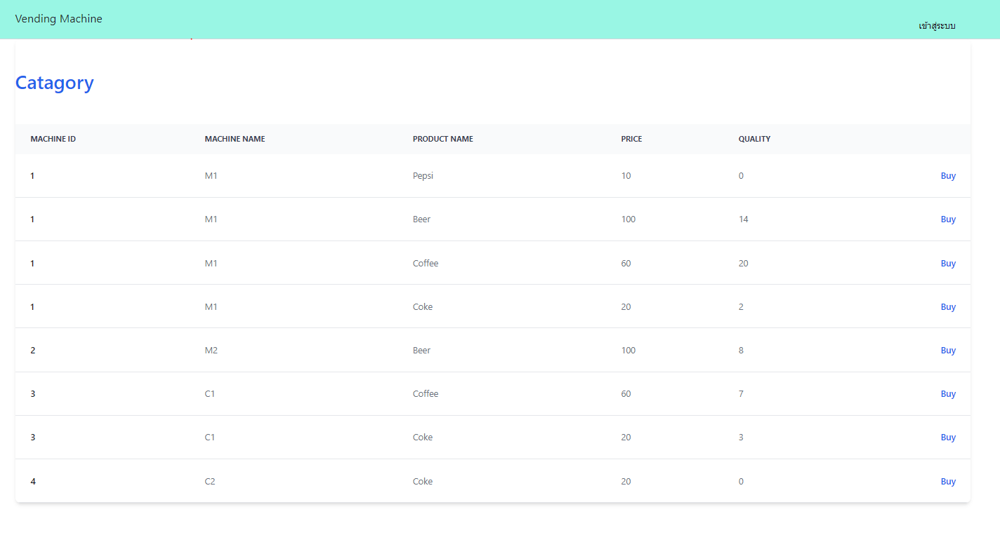 Vending Machine
เข้าสู่ระบบ
Catagory
MACHINE ID MACHINE NAME PRODUCT NAME PRICE QUALITY
1 M1 Pepsi 10 0 Buy
1 M1 Beer 100 14 Buy
1 M1 Coffee 60 20 Buy
1 M1 Coke 20 2 Buy
2 M2 Beer 100 8 Buy
3 C1 Coffee 60 7 Buy
3 C1 Coke 20 3 Buy
4 C2 Coke 20 0 Buy